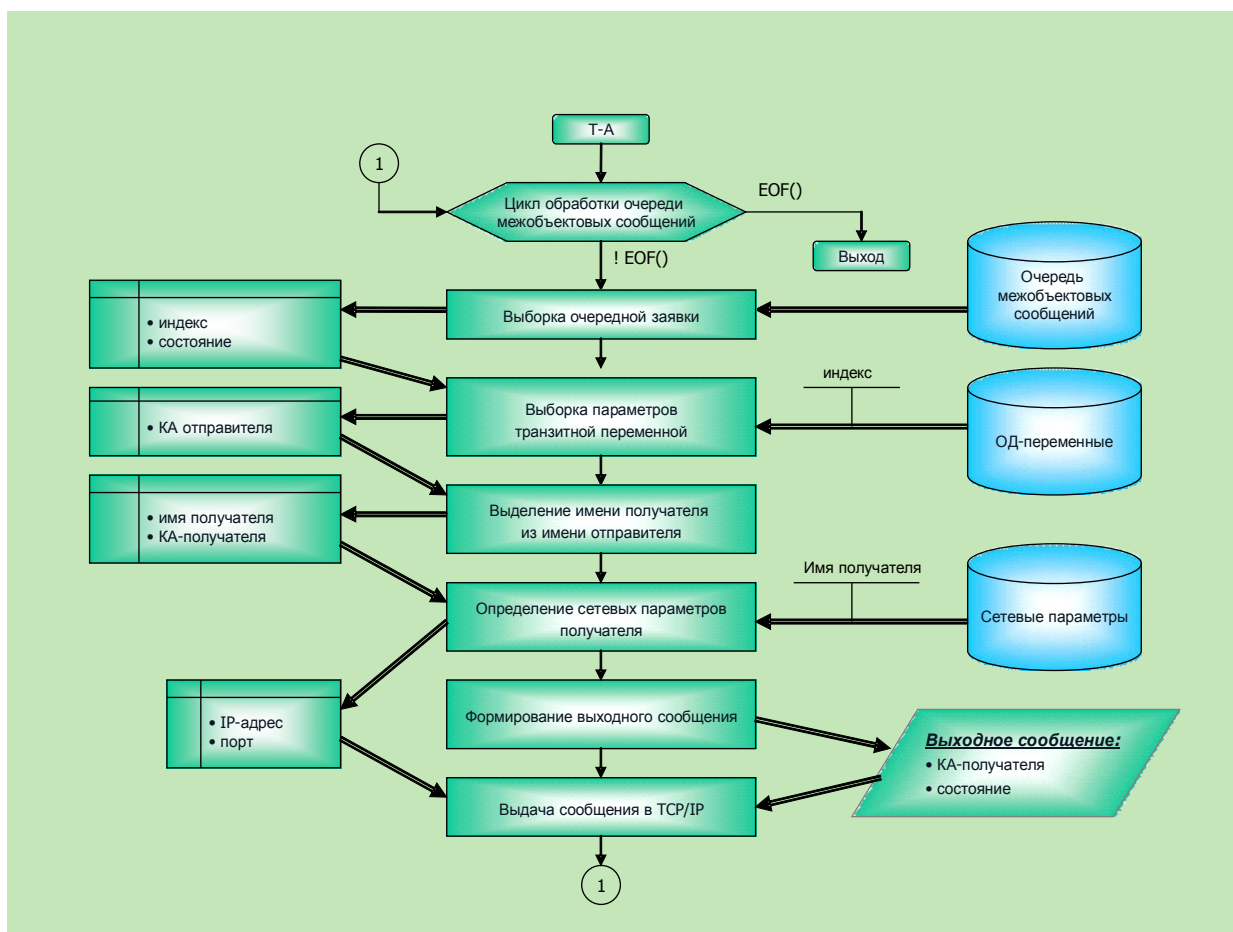 T-A
1
Цикл обработки очереди
межобъектовых сообщений
EOF()
Выход
! EOF()
Очередь
межобъектовых
сообщений
Выборка очередной заявки
• индекс
• состояние
индекс
Выборка параметров
транзитной переменной
ОД-переменные
• КА отправителя
Выделение имени получателя
из имени отправителя
• имя получателя
• КА-получателя
Имя получателя
Определение сетевых параметров
получателя
Сетевые параметры
• IP-адрес
• порт
Формирование выходного сообщения
Выходное сообщение:
• КА-получателя
• состояние
Выдача сообщения в TCP/IP
1